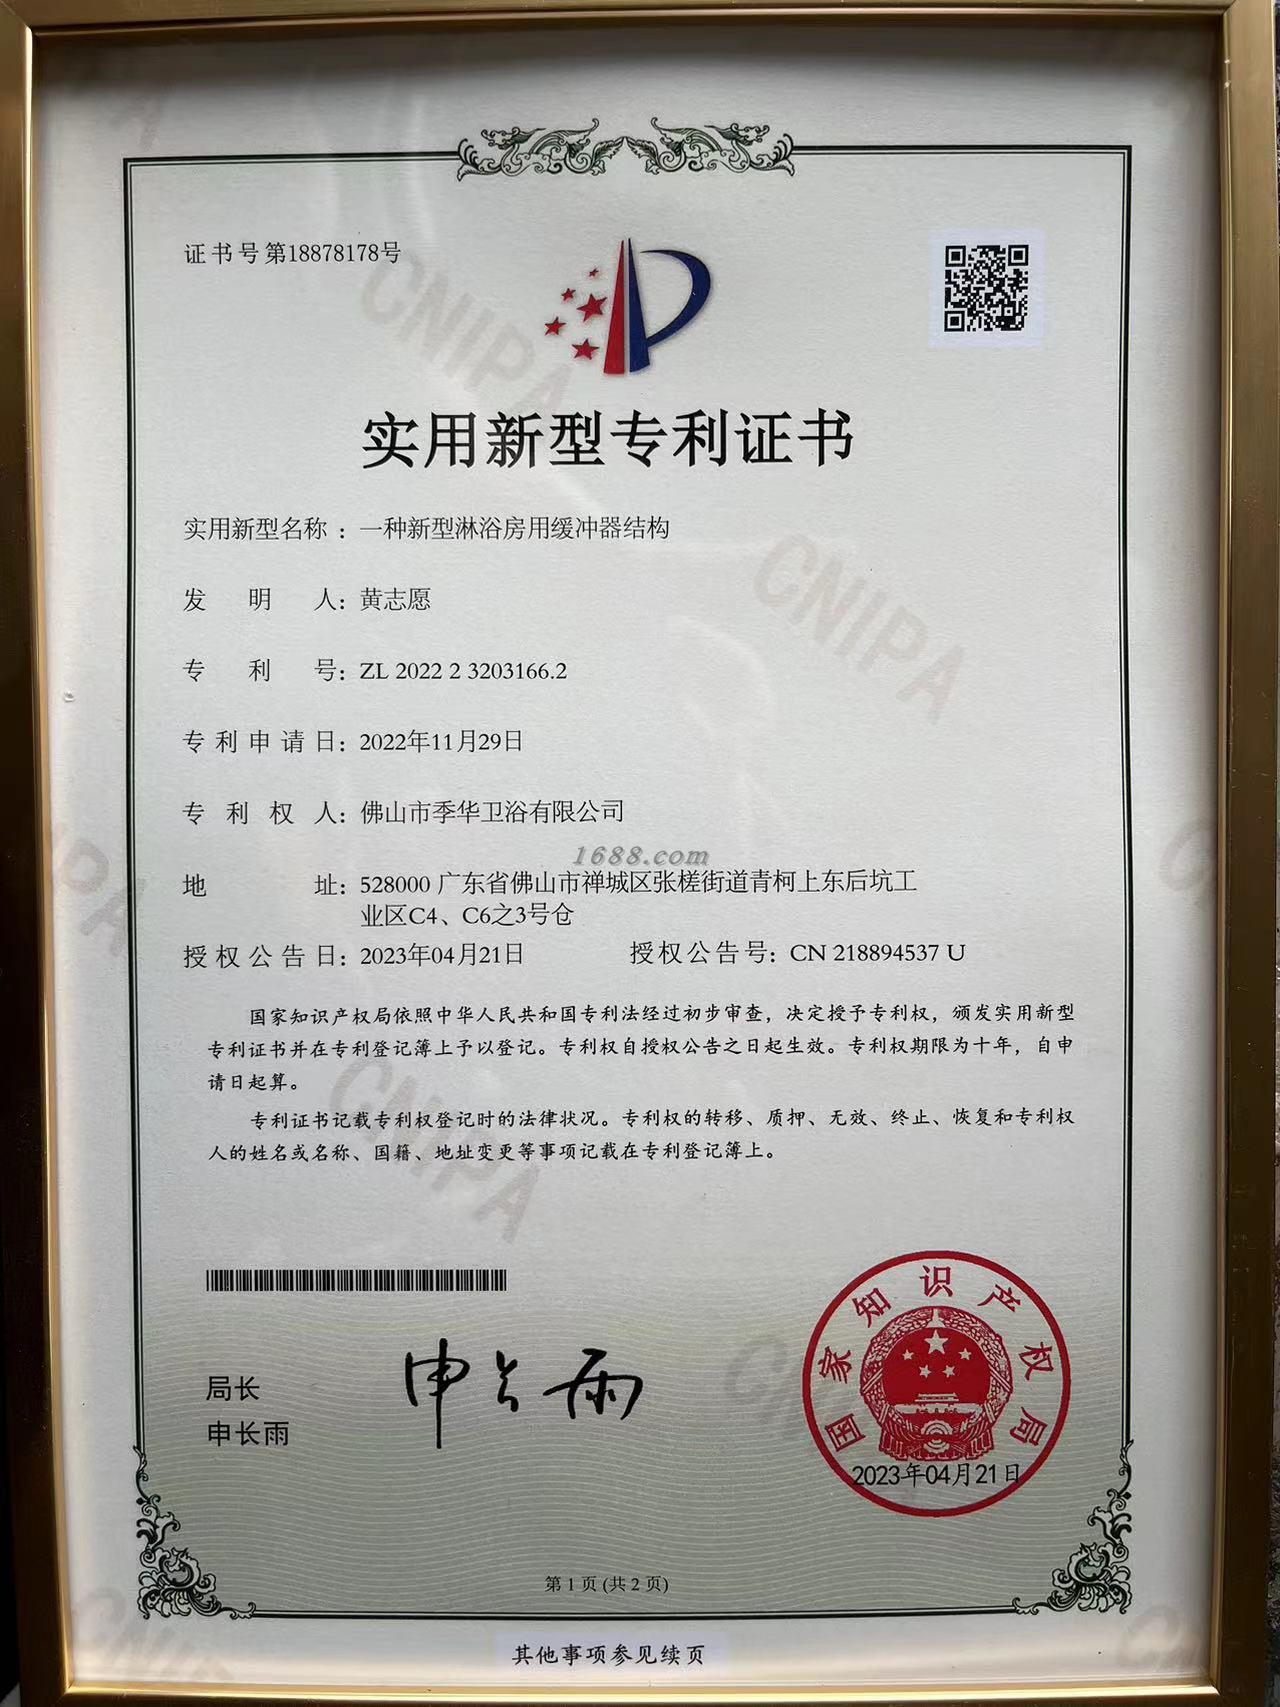 证书号第18878178号
实用新型专利证书
实用新型名称：一种新型淋浴房用缓冲器结构
发明人：黄志愿
专利号：ZL 2022 2 3203166.2
专利申请日：2022年11月29日
专利权人：佛山市季华卫浴有限公司
1688.com
地址：528000 广东省佛山市禅城区张槎街道青柯上东后坑工
业区C4、C6之3号仓
授权公告日：2023年04月21日 授权公告号：CN 218894537 U
国家知识产权局依照中华人民共和国专利法经过初步审查，决定授予专利权，颁发实用新型
专利证书并在专利登记簿上予以登记。专利权自授权公告之日起生效。专利权期限为十年，自申
请日起算。
专利证书记载专利权登记时的法律状况。专利权的转移、质押、无效、终止、恢复和专利权
人的姓名或名称、国籍、地址变更等事项记载在专利登记簿上。
局长
申长雨
申长雨
国家知识产权局
2023年04月21日
第 1 页 (共 2 页)
其他事项参见续页
CNIPA
CNIPA
CNIPA